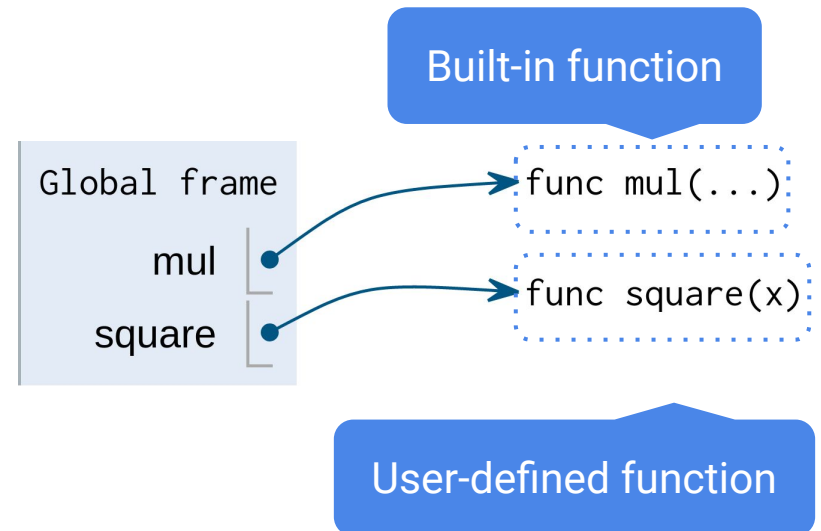 Built-in function
Global frame
func mul(...)
mul
func square(x)
square
User-defined function